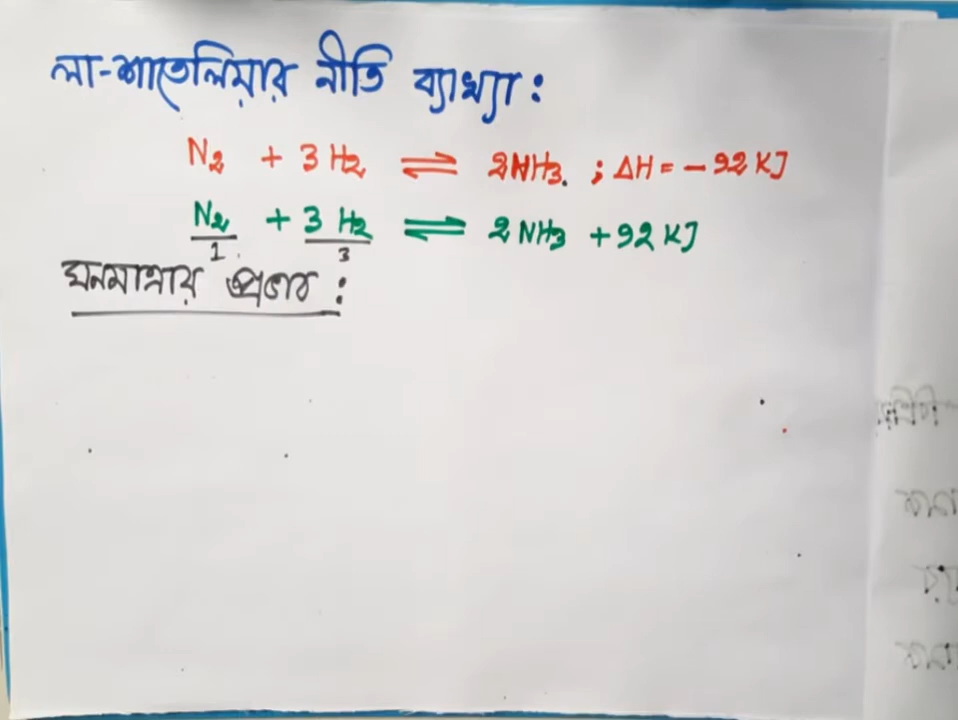 লা-শাতেলিয়ার নীতি ব্যাখ্যা :
N₂ + 3 H₂ ⇌ 2NH₃. ; ΔH = - 92 KJ
N₂ + 3 H₂ ⇌ 2 NH₃ + 92 KJ
1 3
ঘনমাত্রায় প্রভাব :